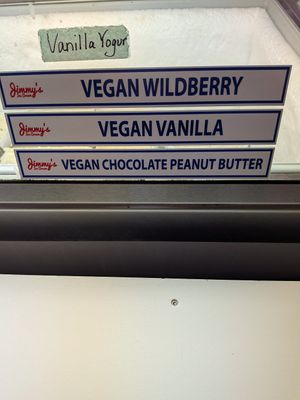 Vanilla Yogur
Jimmy's VEGAN WILDBERRY
Jimmy's VEGAN VANILLA
Jimmy's VEGAN CHOCOLATE PEANUT BUTTER